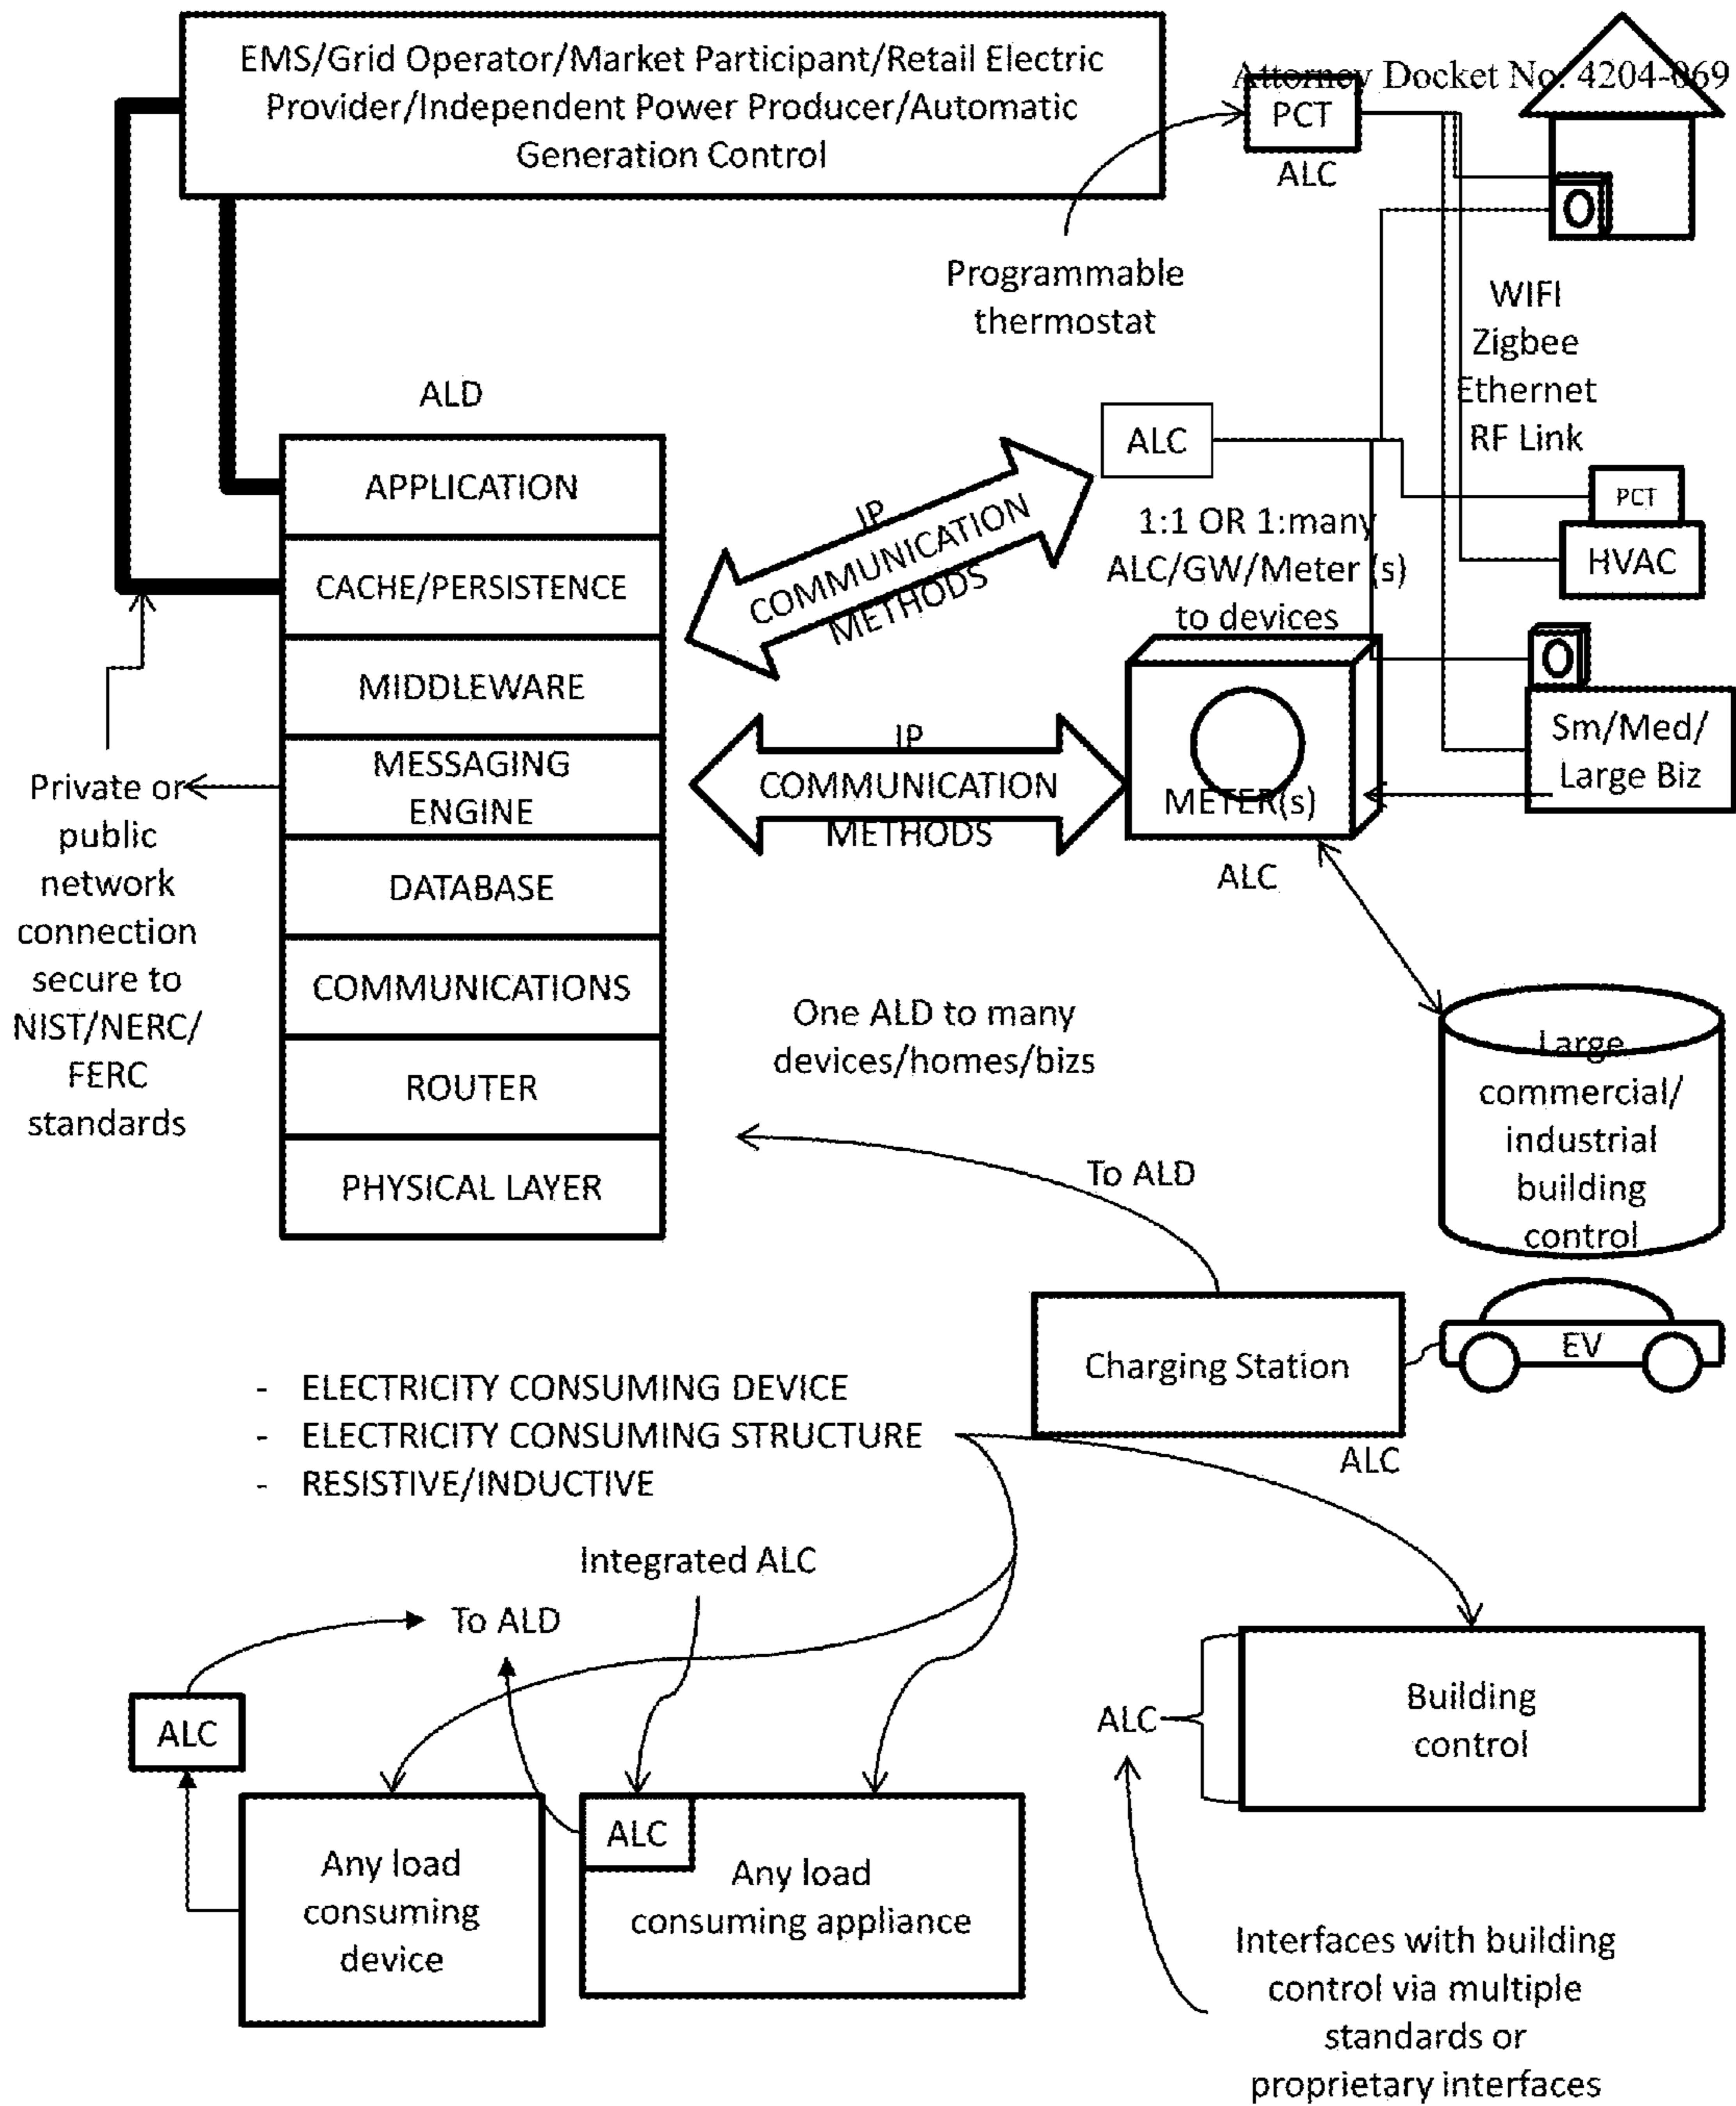 EMS/Grid Operator/Market Participant/Retail Electric
Provider/Independent Power Producer/Automatic
Generation Control
Attorney Docket No. 4204-069
PCT
ALC
Programmable
thermostat
WIFI
Zigbee
Ethernet
RF Link
ALD
APPLICATION
CACHE/PERSISTENCE
MIDDLEWARE
MESSAGING
ENGINE
DATABASE
COMMUNICATIONS
ROUTER
PHYSICAL LAYER
IP
COMMUNICATION
METHODS
ALC
1:1 OR 1:many
ALC/GW/Meter (s)
to devices
PCT
HVAC
IP
COMMUNICATION
METHODS
METER(s)
ALC
Sm/Med/
Large Biz
Private or
public
network
connection
secure to
NIST/NERC/
FERC
standards
One ALD to many
devices/homes/bizs
Large
commercial/
industrial
building
control
To ALD
Charging Station
ALC
EV
- ELECTRICITY CONSUMING DEVICE
- ELECTRICITY CONSUMING STRUCTURE
- RESISTIVE/INDUCTIVE
Integrated ALC
To ALD
ALC
Any load
consuming
device
ALC
Any load
consuming appliance
ALC
Building
control
Interfaces with building
control via multiple
standards or
proprietary interfaces